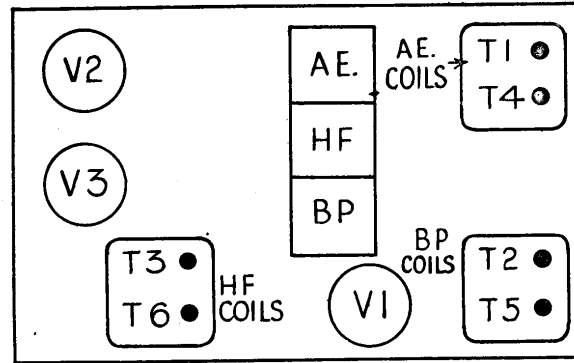 V2
V3
AE.
HF
BP
AE.
COILS
T1
T4
T3
T6
HF
COILS
V1
BP
COILS
T2
T5